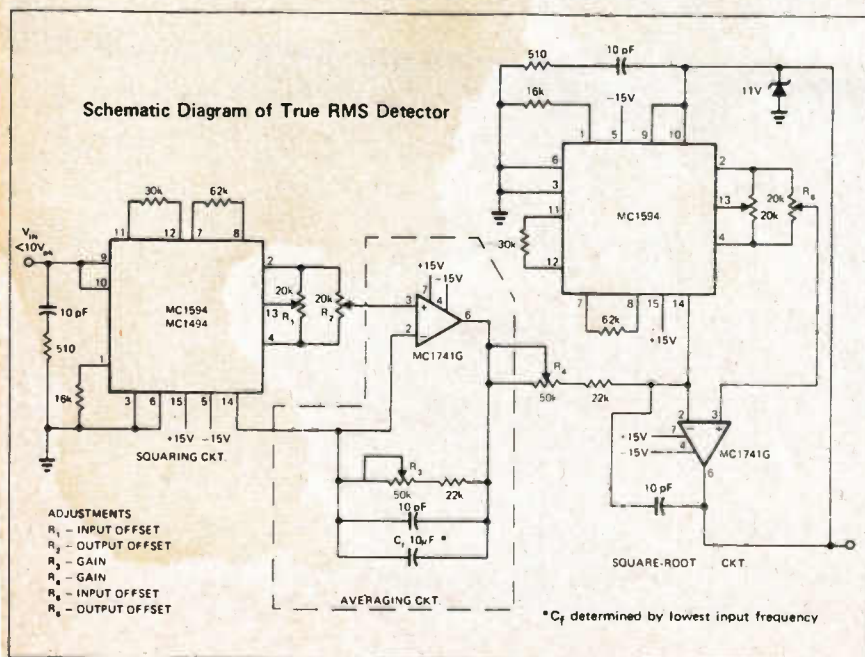 Schematic Diagram of True RMS Detector
510
10 pF
16k
-15V
11V
1
5
9
10
6
3
11
12
30k
MC1594
2
13
4
20k
20k
R6
7
8
15
14
62k
+15V
30k
62k
11
12
7
8
VIN
<10Vpk
9
10
10 pF
510
1
16k
MC1594
MC1494
2
13
4
20k
R1
20k
R2
3
6
15
5
14
+15V
-15V
SQUARING CKT.
+15V
-15V
7
4
3
+
2
−
6
MC1741G
R4
50k
22k
2
−
3
+
7
4
6
+15V
-15V
MC1741G
10 pF
R3
50k
22k
10 pF
Cf 10µF *
AVERAGING CKT.
SQUARE-ROOT CKT.
ADJUSTMENTS
R1 – INPUT OFFSET
R2 – OUTPUT OFFSET
R3 – GAIN
R4 – GAIN
– INPUT OFFSET
– OUTPUT OFFSET
*Cf determined by lowest input frequency